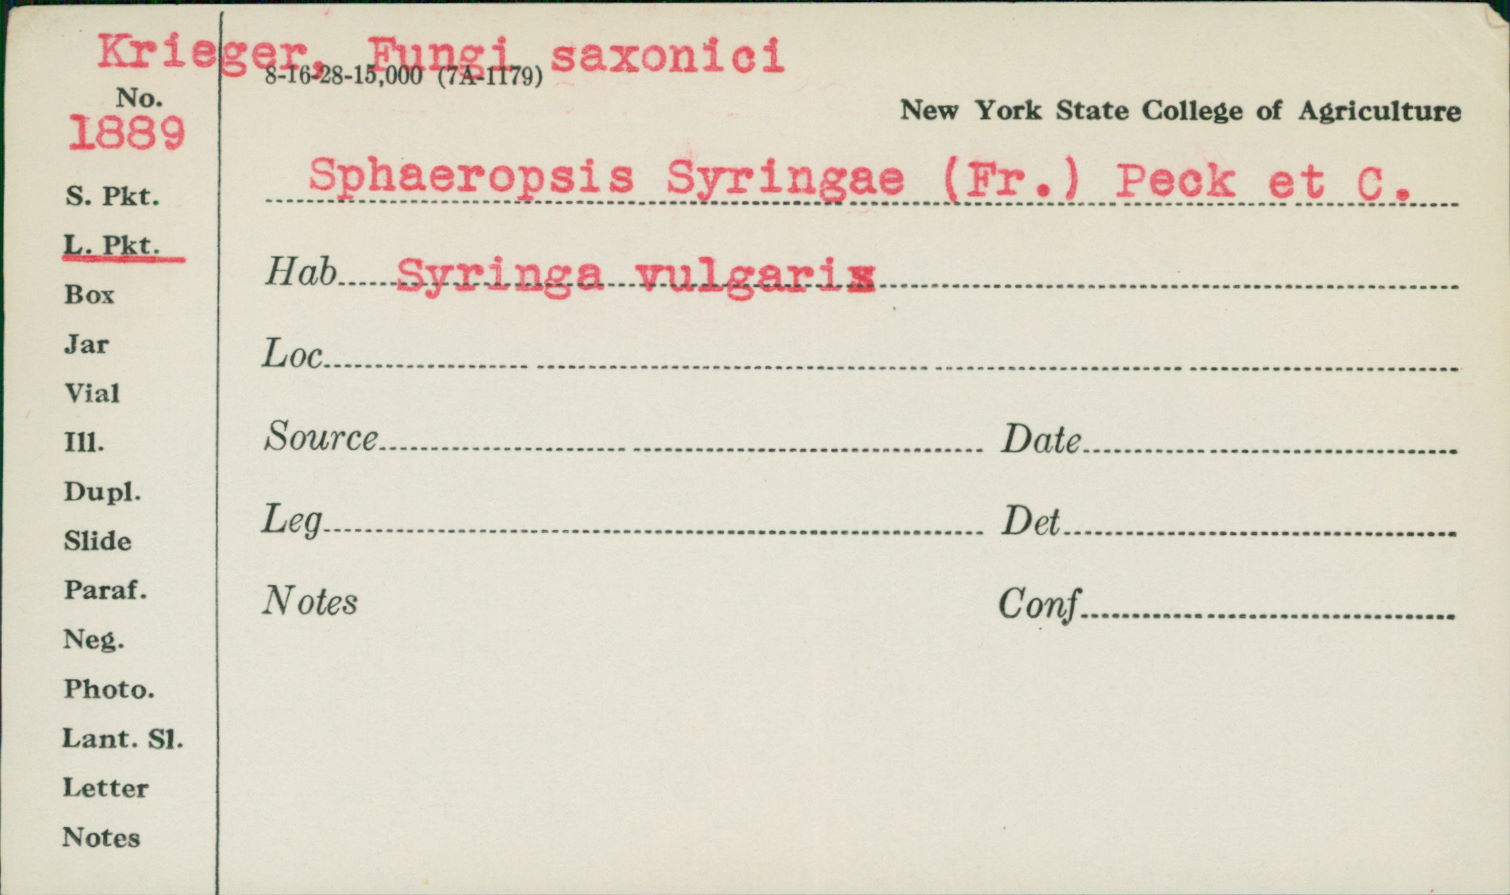 Krieger, Fungi saxonici
8-16-28-15,000 (7A-1179)
No.
1889
New York State College of Agriculture
Sphaeropsis Syringae (Fr.) Peck et C.
S. Pkt.
L. Pkt.
Hab. Syringa vulgaris
Box
Jar
Loc.
Vial
Ill.
Source Date
Dupl.
Slide
Leg. Det.
Paraf.
Notes Conf.
Neg.
Photo.
Lant. Sl.
Letter
Notes